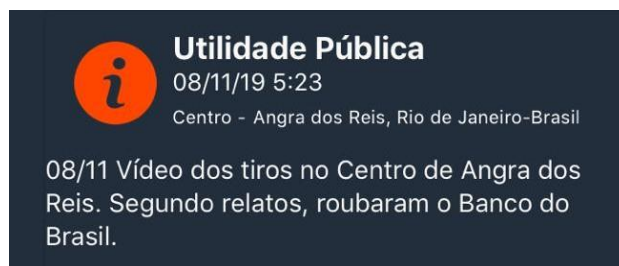 i
Utilidade Pública
08/11/19 5:23
Centro - Angra dos Reis, Rio de Janeiro-Brasil
08/11 Vídeo dos tiros no Centro de Angra dos
Reis. Segundo relatos, roubaram o Banco do
Brasil.